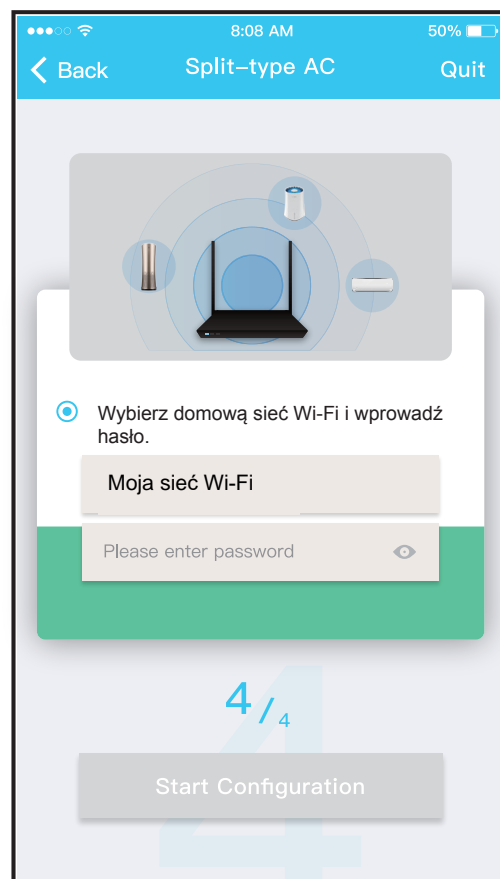 8:08 AM
50%
Back
Split-type AC
Quit
Wybierz domową sieć Wi-Fi i wprowadź
hasło.
Moja sieć Wi-Fi
Please enter password
4/4
4
Start Configuration